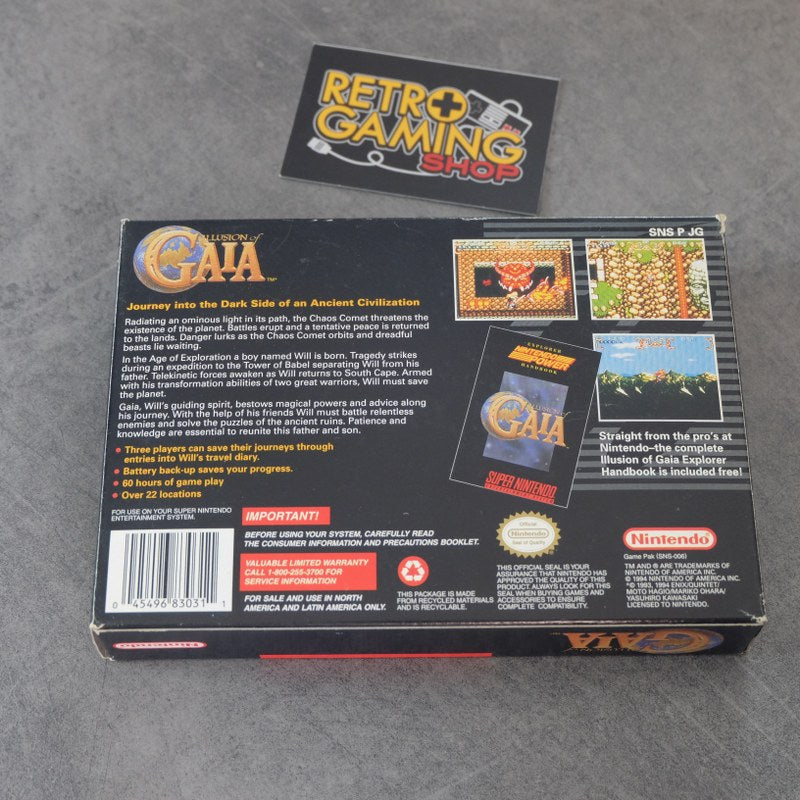 RETRO
GAMING
SHOP
ILLUSION of
GAIA
TM
SNS P JG
Journey into the Dark Side of an Ancient Civilization
Radiating an ominous light in its path, the Chaos Comet threatens the
existence of the planet. Battles erupt and a tentative peace is returned
to the lands. Danger lurks as the Chaos Comet orbits and dreadful
beasts lie waiting.
In the Age of Exploration a boy named Will is born. Tragedy strikes
during an expedition to the Tower of Babel separating Will from his
father. Telekinetic forces awaken as Will returns to South Cape. Armed
with his transformation abilities of two great warriors, Will must save
the planet.
Gaia, Will's guiding spirit, bestows magical powers and advice along
his journey. With the help of his friends Will must battle relentless
enemies and solve the puzzles of the ancient ruins. Patience and
knowledge are essential to reunite this father and son.
• Three players can save their journeys through
entries into Will's travel diary.
• Battery back-up saves your progress.
• 60 hours of game play
• Over 22 locations
EXPLORER
NINTENDO
POWER
HANDBOOK
ILLUSION of
GAIA
SUPER NINTENDO
Straight from the pro's at
Nintendo–the complete
Illusion of Gaia Explorer
Handbook is included free!
FOR USE ON YOUR SUPER NINTENDO
ENTERTAINMENT SYSTEM.
IMPORTANT!
BEFORE USING YOUR SYSTEM, CAREFULLY READ
THE CONSUMER INFORMATION AND PRECAUTIONS BOOKLET.
VALUABLE LIMITED WARRANTY
CALL 1-800-255-3700 FOR
SERVICE INFORMATION
FOR SALE AND USE IN NORTH
AMERICA AND LATIN AMERICA ONLY.
THIS PACKAGE IS MADE
FROM RECYCLED MATERIALS
AND IS RECYCLABLE.
Official
Nintendo
Seal of Quality
THIS OFFICIAL SEAL IS YOUR
ASSURANCE THAT NINTENDO HAS
APPROVED THE QUALITY OF THIS
PRODUCT. ALWAYS LOOK FOR THIS
SEAL WHEN BUYING GAMES AND
ACCESSORIES TO ENSURE
COMPLETE COMPATIBILITY.
Nintendo
Game Pak (SNS-006)
TM AND ® ARE TRADEMARKS OF
NINTENDO OF AMERICA INC.
© 1994 NINTENDO OF AMERICA INC.
©1993, 1994 ENIX/QUINTET/
MOTO HAGIO/MARIKO OHARA/
YASUHIRO KAWASAKI
LICENSED TO NINTENDO.
0 45496 83031 1
Nintendo
ILLUSION of
GAIA